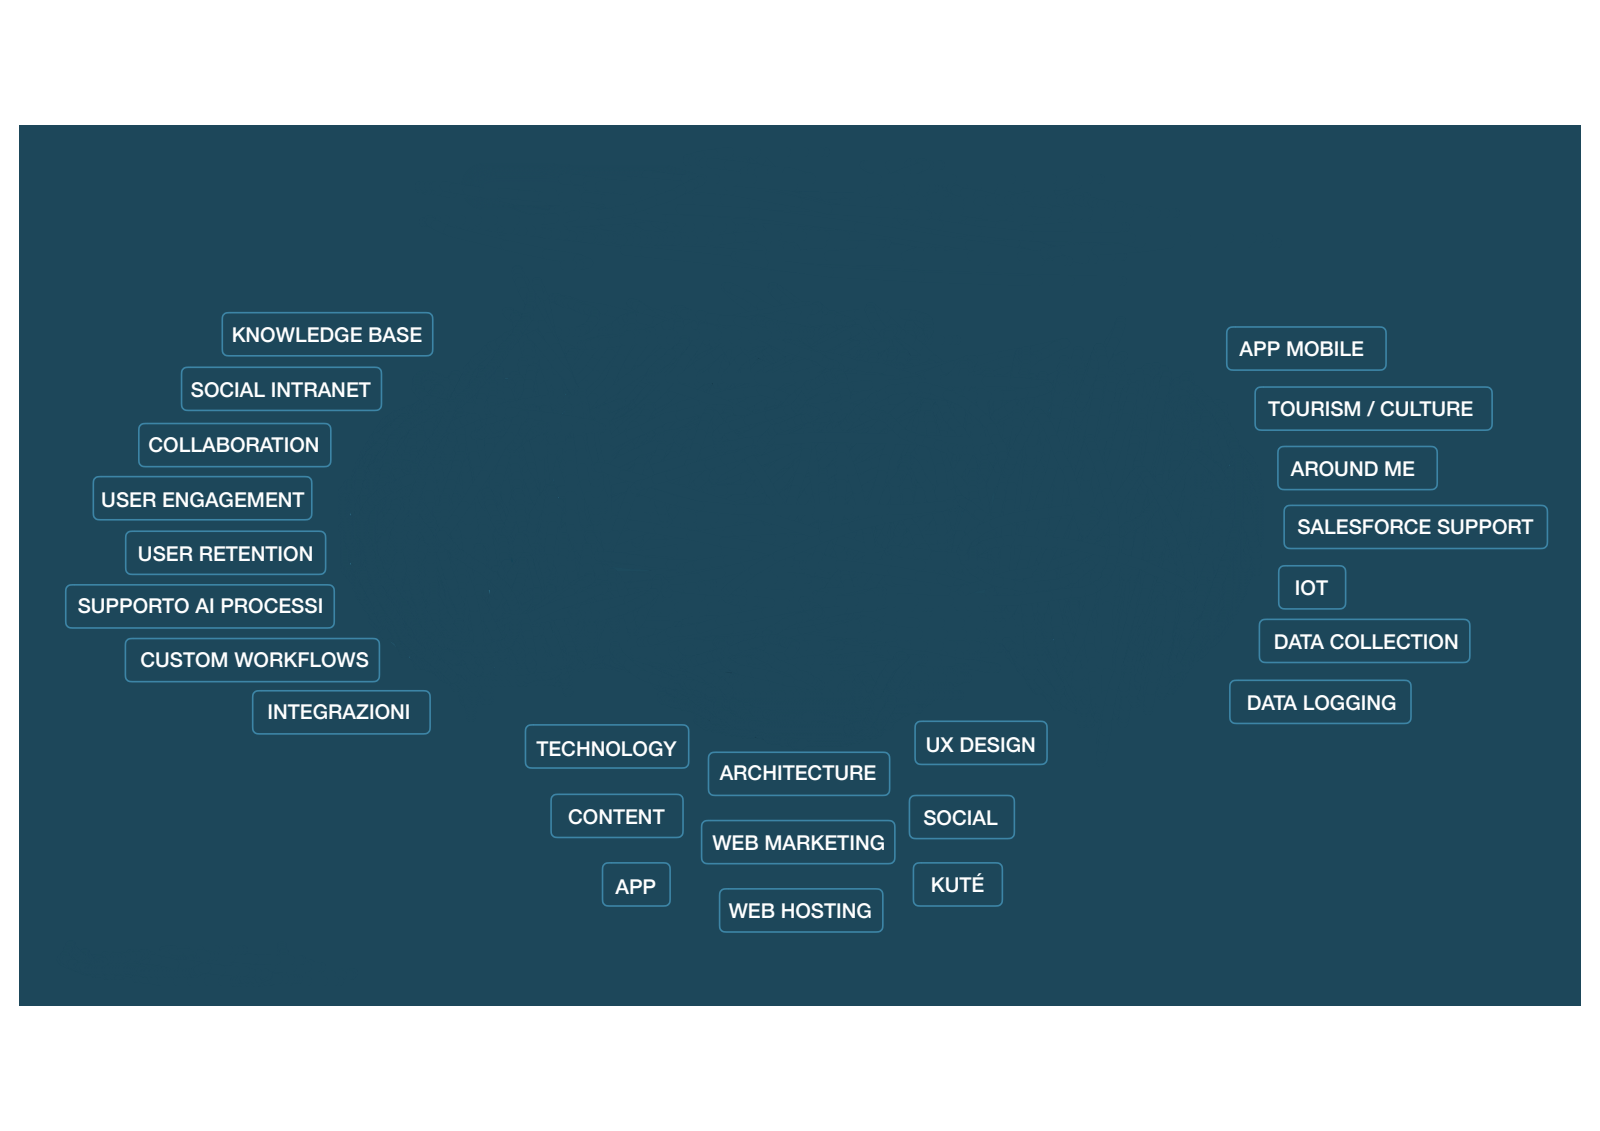 KNOWLEDGE BASE
SOCIAL INTRANET
COLLABORATION
USER ENGAGEMENT
USER RETENTION
SUPPORTO AI PROCESSI
CUSTOM WORKFLOWS
INTEGRAZIONI
TECHNOLOGY
CONTENT
APP
ARCHITECTURE
WEB MARKETING
WEB HOSTING
UX DESIGN
SOCIAL
KUTÉ
APP MOBILE
TOURISM / CULTURE
AROUND ME
SALESFORCE SUPPORT
IOT
DATA COLLECTION
DATA LOGGING